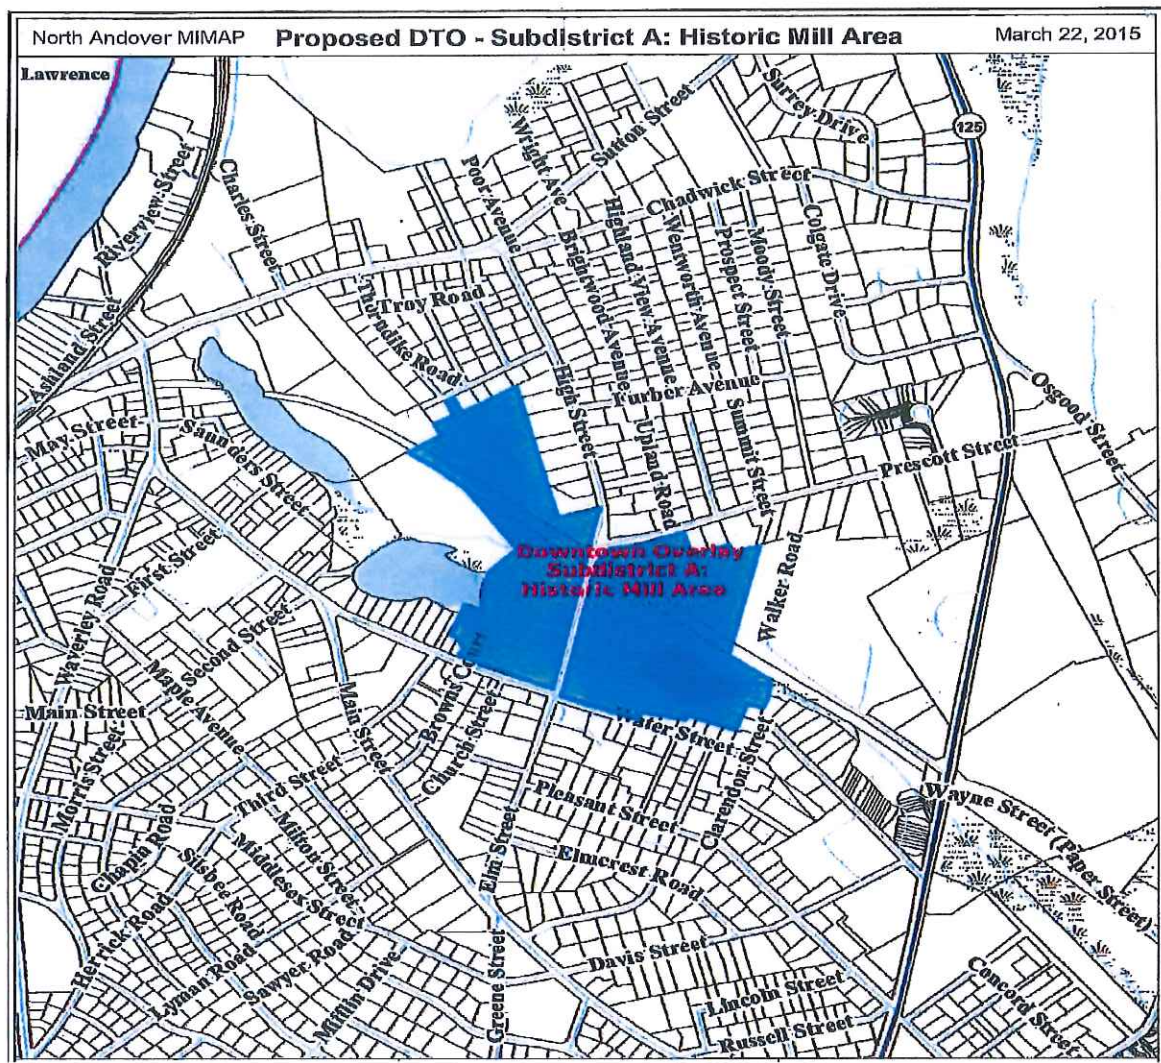 North Andover MIMAP
Proposed DTO - Subdistrict A: Historic Mill Area
March 22, 2015
Lawrence
125
Riverview Street
Charles Street
Poor Avenue
Wright Ave
Sutton Street
Surrey Drive
Chadwick Street
Ashland Street
Troy Road
Thorndike Road
Brightwood Avenue
Highland View Avenue
Wentworth Avenue
Prospect Street
Moody Street
Colgate Drive
High Street
Furber Avenue
Upland Road
Summit Street
Osgood Street
Prescott Street
May Street
Saunders Street
Downtown Overlay
Subdistrict A:
Historic Mill Area
Walker Road
First Street
Second Street
Waverley Road
Maple Avenue
Main Street
Main Street
Browns Court
Church Street
Water Street
Clarendon Street
Morris Street
Third Street
Pleasant Street
Wayne Street (Paper Street)
Chapin Road
Milton Street
Middlesex Street
Elm Street
Elmcrest Road
Silsbee Road
Herrick Road
Lyman Road
Sawyer Road
Mifflin Drive
Greene Street
Davis Street
Lincoln Street
Russell Street
Concord Street